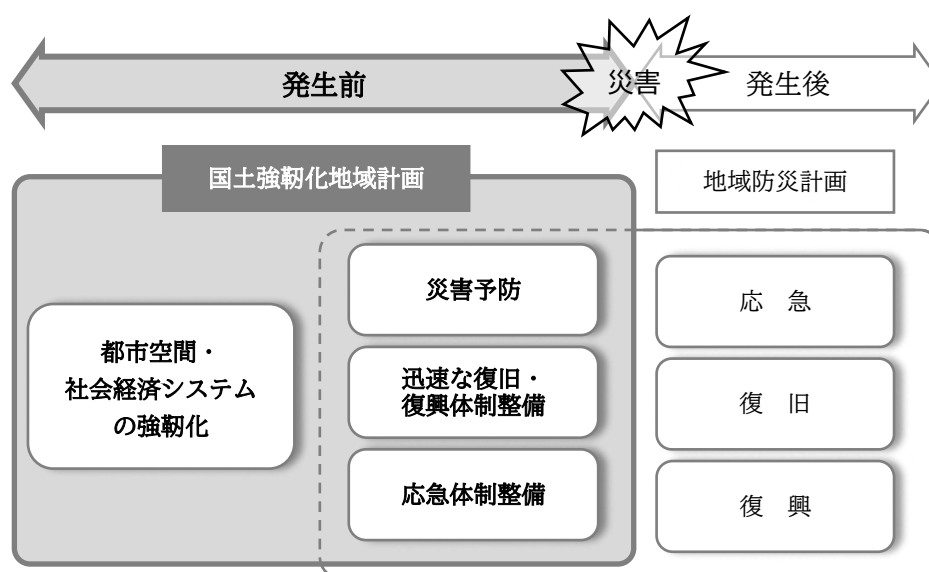 発生前
災害
発生後
国土強靭化地域計画
地域防災計画
都市空間・
社会経済システム
の強靭化
災害予防
迅速な復旧・
復興体制整備
応急体制整備
応　急
復　旧
復　興